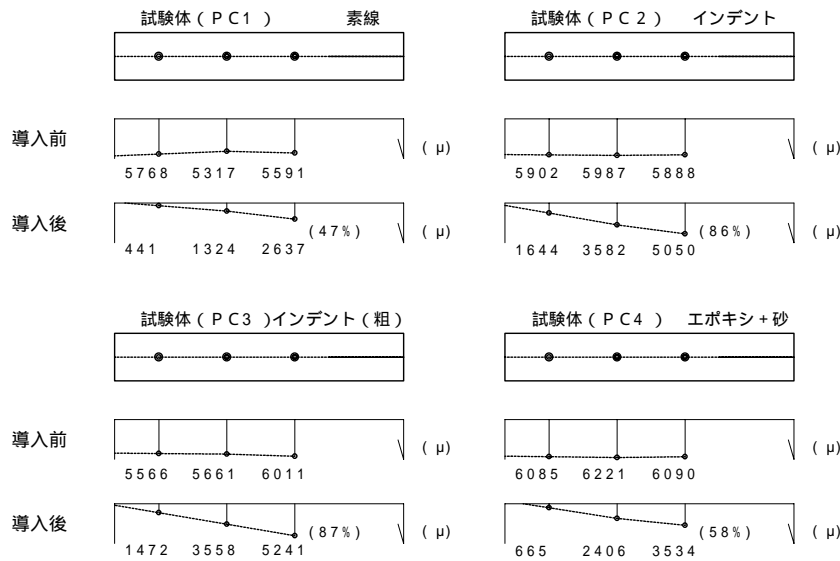 試験体(PC1) 素線
試験体(PC2) インデント
導入前
5768 5317 5591
(μ)
5902 5987 5888
(μ)
導入後
441 1324 2637
(47%)
(μ)
1644 3582 5050
(86%)
(μ)
試験体(PC3)インデント(粗)
試験体(PC4) エポキシ+砂
導入前
5566 5661 6011
(μ)
6085 6221 6090
(μ)
導入後
1472 3558 5241
(87%)
(μ)
665 2406 3534
(58%)
(μ)